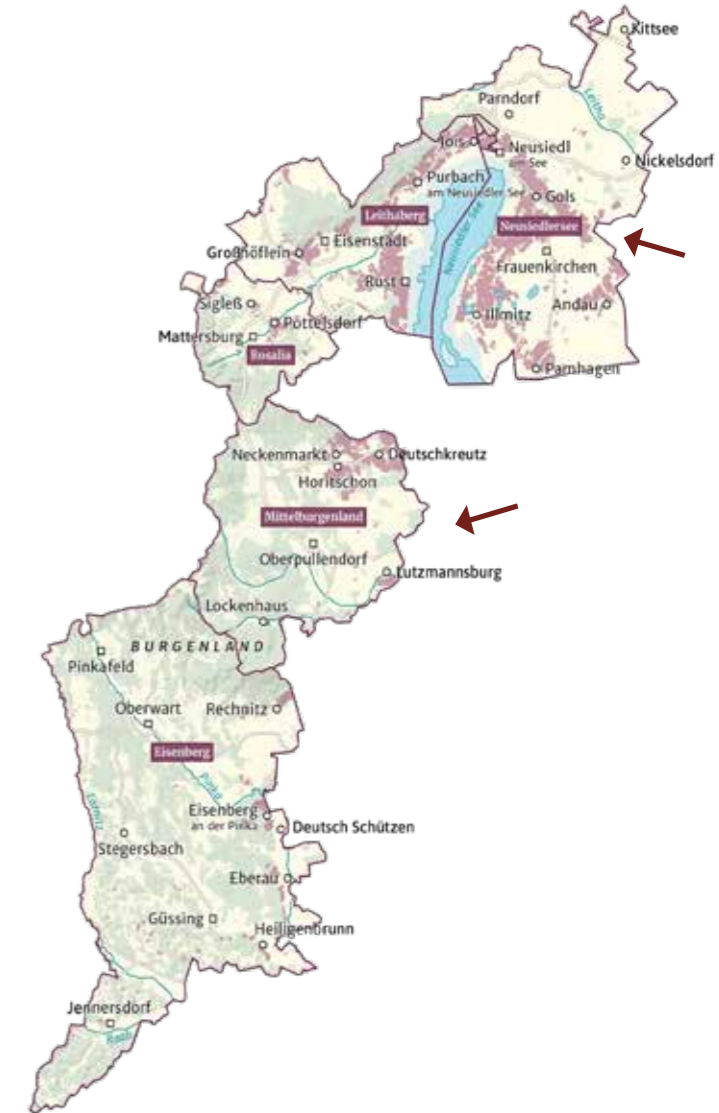 Kittsee
Leitha
Parndorf
Jois
Neusiedl
am See
Nickelsdorf
Purbach
am Neusiedler See
Gols
Leithaberg
Neusiedlersee
Neusiedler See
Eisenstadt
Großhöflein
Frauenkirchen
Rust
Sigleß
Andau
Illmitz
Pöttelsdorf
Mattersburg
Rosalia
Pamhagen
Neckenmarkt
Deutschkreutz
Horitschon
Mittelburgenland
Oberpullendorf
Lutzmannsburg
Lockenhaus
BURGENLAND
Pinkafeld
Oberwart
Rechnitz
Eisenberg
Pinka
Lafnitz
Eisenberg
an der Pinka
Deutsch Schützen
Stegersbach
Eberau
Güssing
Heiligenbrunn
Jennersdorf
Raab